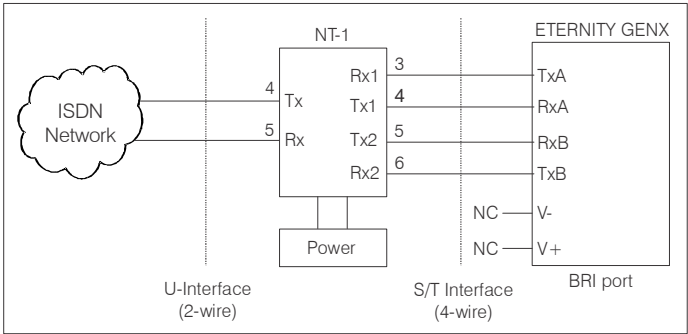 NT-1
ETERNITY GENX
ISDN
Network
4
Tx
5
Rx
Rx1
3
TxA
Tx1
4
RxA
Tx2
5
RxB
Rx2
6
TxB
NC
V-
NC
V+
Power
BRI port
U-Interface
(2-wire)
S/T Interface
(4-wire)